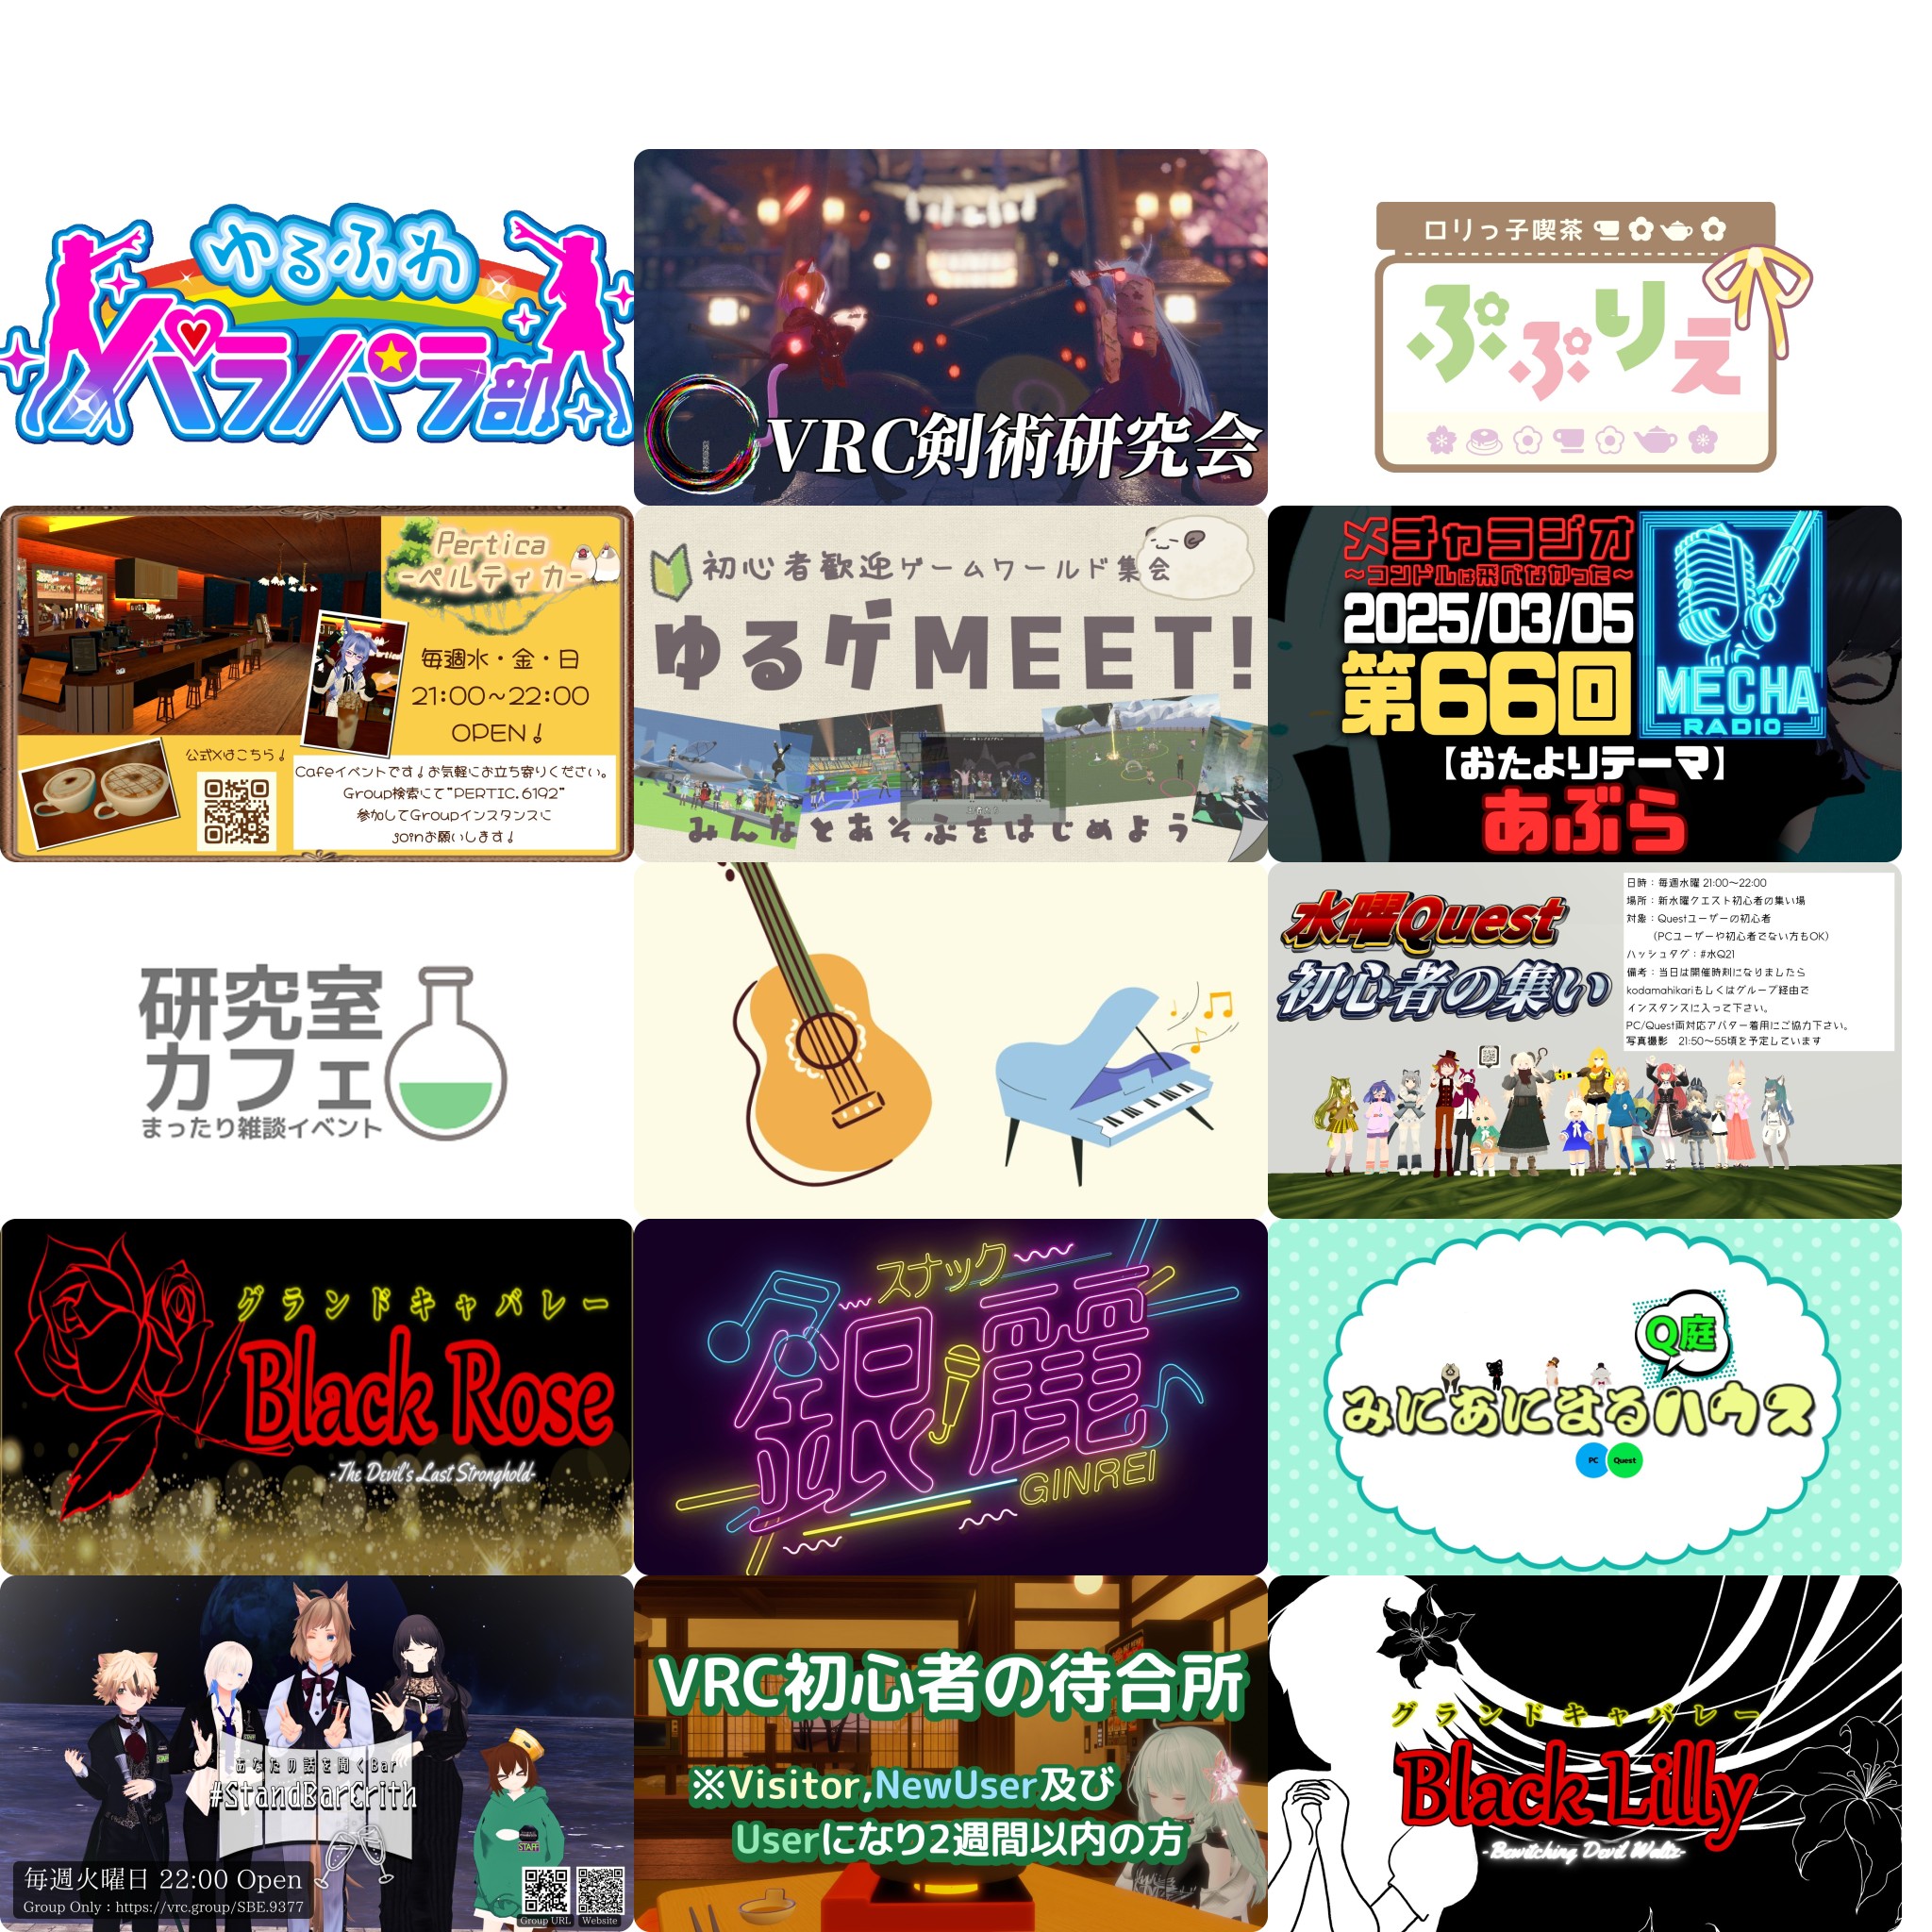 ゆるふわ
パラパラ部
VRC剣術研究会
ロリっ子喫茶
ぷぷりえ
Pertica
-ペルティカ-
毎週水・金・日
21:00~22:00
OPEN!
公式Xはこちら!
Cafeイベントです!お気軽にお立ち寄りください。
Group検索にて"PERTIC.6192"
参加してGroupインスタンスに
joinお願いします!
初心者歓迎ゲームワールド集会
ゆるゲMEET!
みんなとあそぶをはじめよう
メチャラジオ
~コンドルは飛べなかった~
2025/03/05
第66回
MECHA
RADIO
【おたよりテーマ】
あぶら
研究室
カフェ
まったり雑談イベント
水曜Quest
初心者の集い
日時:毎週水曜 21:00~22:00
場所:新水曜クエスト初心者の集い場
対象:Questユーザーの初心者
(PCユーザーや初心者でない方もOK)
ハッシュタグ:#水Q21
備考:当日は開催時刻になりましたら
kodamahikariもしくはグループ経由で
インスタンスに入って下さい。
PC/Quest両対応アバター着用にご協力下さい。
写真撮影 21:50~55頃を予定しています
グランドキャバレー
Black Rose
-The Devil's Last Stronghold-
スナック
銀麗
GINREI
Q庭
みにあにまるハウス
PC
Quest
あなたの話を聞くBar
#StandBarCrith
STAFF
毎週火曜日 22:00 Open
Group Only : https://vrc.group/SBE.9377
Group URL
Website
VRC初心者の待合所
※Visitor,NewUser及び
Userになり2週間以内の方
グランドキャバレー
Black Lilly
-Bewitching Devil Waltz-